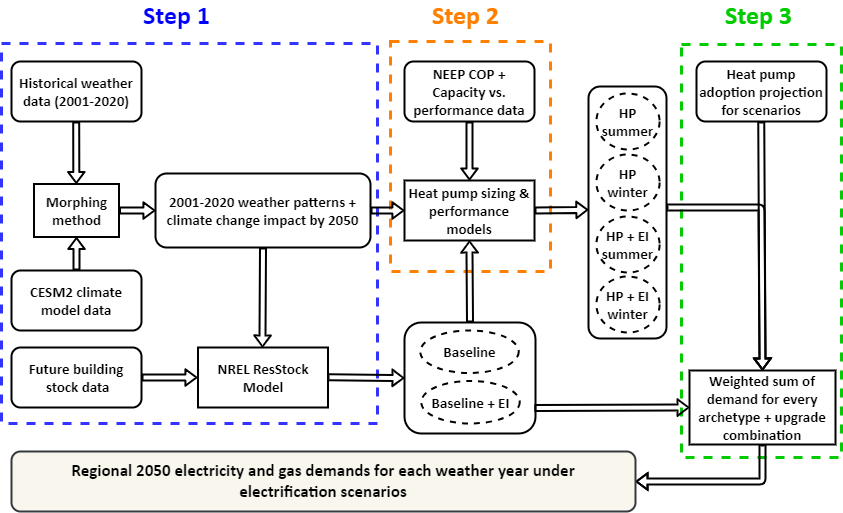 Step 1
Step 2
Step 3
Historical weather
data (2001-2020)
Morphing
method
CESM2 climate
model data
2001-2020 weather patterns +
climate change impact by 2050
Future building
stock data
NREL ResStock
Model
NEEP COP +
Capacity vs.
performance data
Heat pump sizing &
performance
models
Baseline
Baseline + EI
HP
summer
HP
winter
HP + EI
summer
HP + EI
winter
Heat pump
adoption projection
for scenarios
Weighted sum of
demand for every
archetype + upgrade
combination
Regional 2050 electricity and gas demands for each weather year under
electrification scenarios